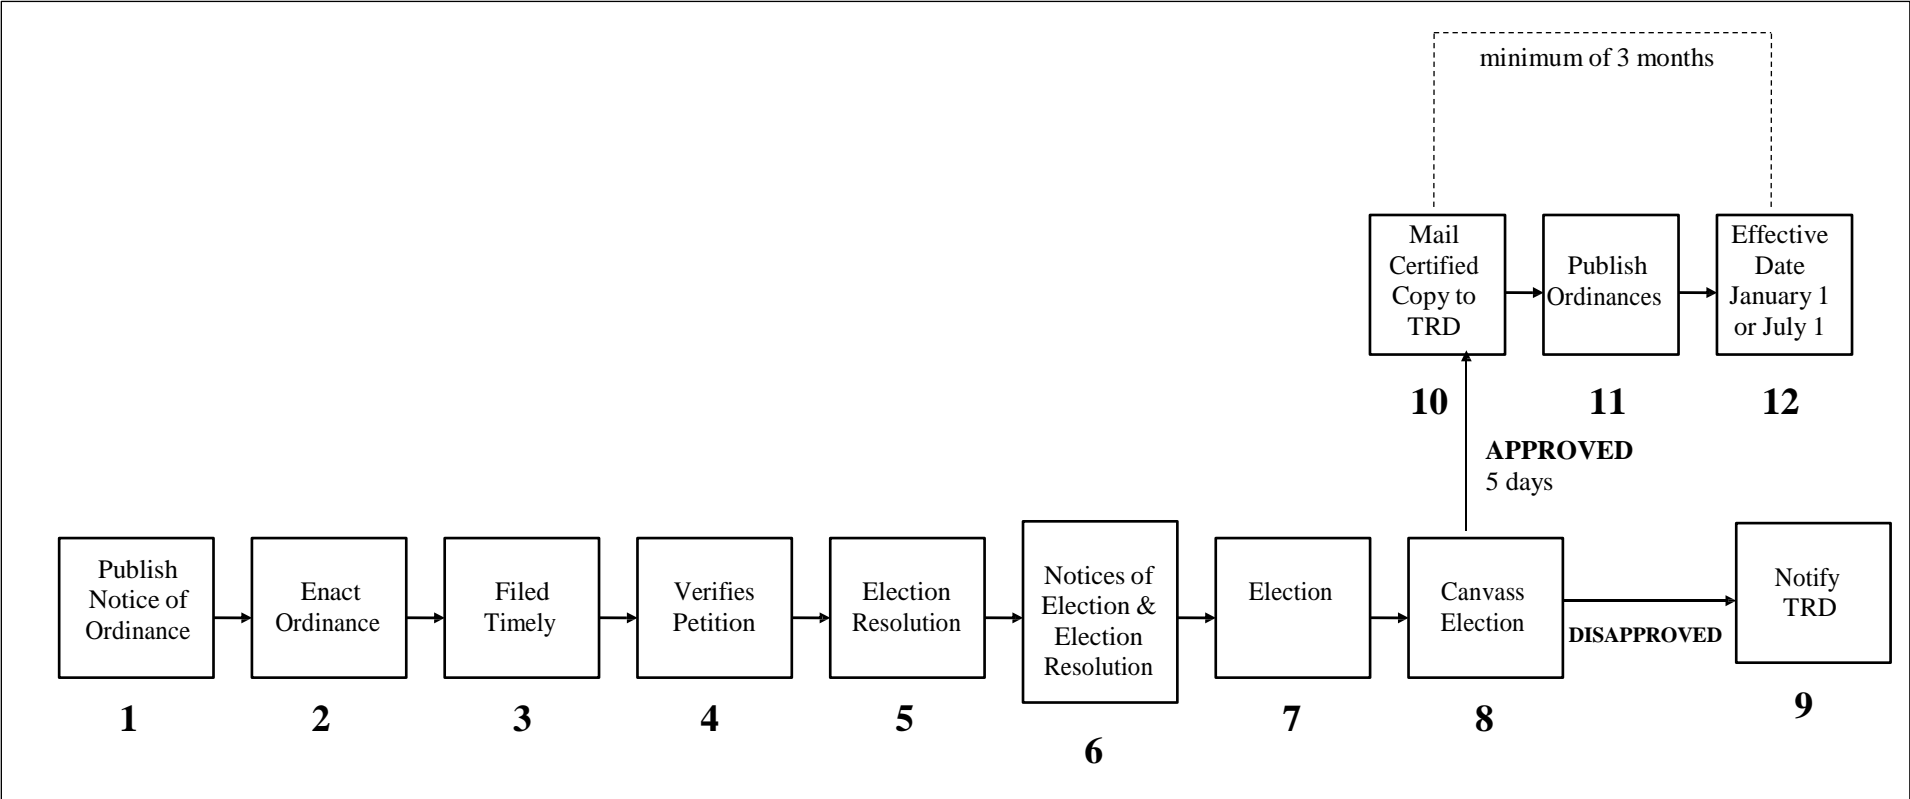 minimum of 3 months
Mail
Certified
Copy to
TRD
Publish
Ordinances
Effective
Date
January 1
or July 1
10
11
12
APPROVED
5 days
Publish
Notice of
Ordinance
Enact
Ordinance
Filed
Timely
Verifies
Petition
Election
Resolution
Notices of
Election &
Election
Resolution
Election
Canvass
Election
DISAPPROVED
Notify
TRD
1
2
3
4
5
6
7
8
9